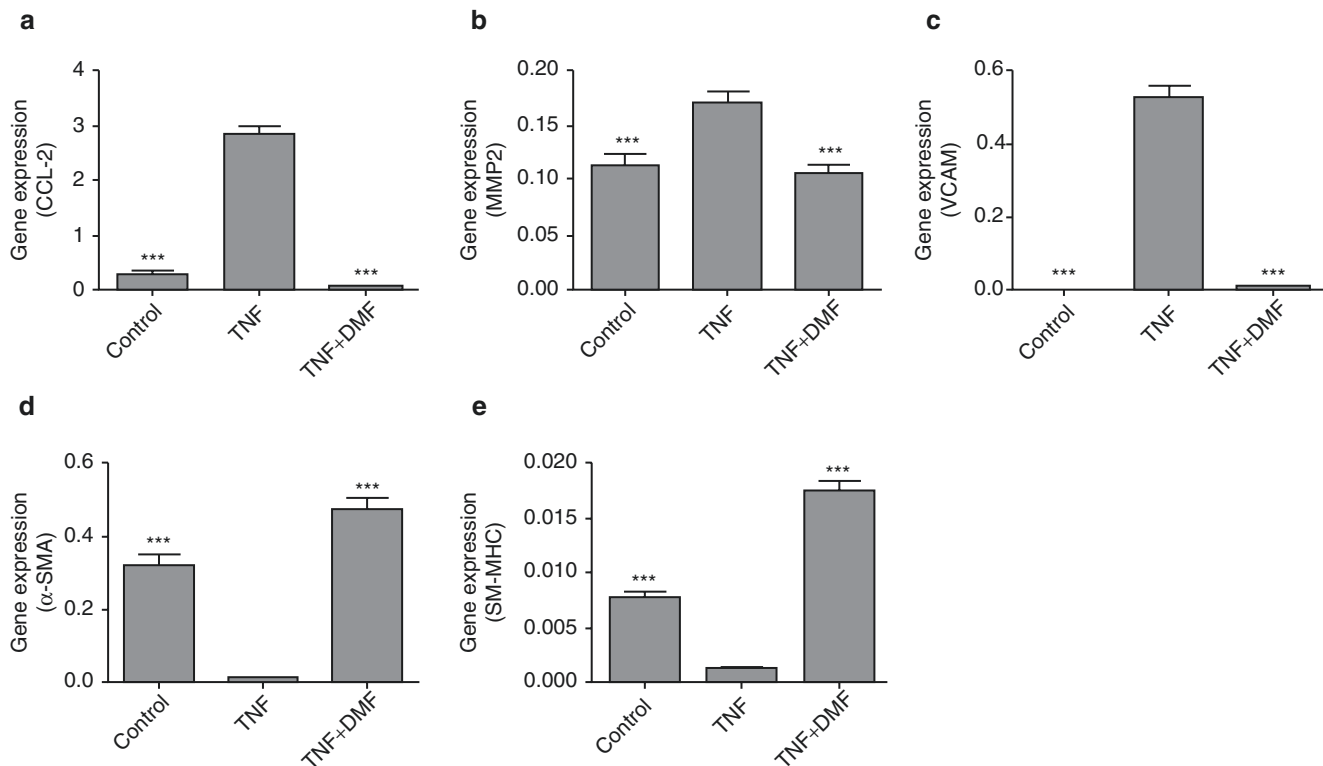 a
Gene expression
(CCL-2)
4
3
2
1
0
***
***
Control
TNF
TNF+DMF
b
Gene expression
(MMP2)
0.20
0.15
0.10
0.05
0.00
***
***
Control
TNF
TNF+DMF
c
Gene expression
(VCAM)
0.6
0.4
0.2
0.0
***
***
Control
TNF
TNF+DMF
d
Gene expression
(α-SMA)
0.6
0.4
0.2
0.0
***
***
Control
TNF
TNF+DMF
e
Gene expression
(SM-MHC)
0.020
0.015
0.010
0.005
0.000
***
***
Control
TNF
TNF+DMF